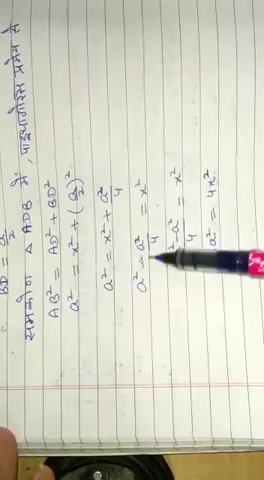 BD = a/2
समकोण △ ADB में, पाइथागोरस प्रमेय से
AB² = AD² + BD²
a² = x² + (a/2)²
a² = x² + a²/4
a² - a²/4 = x²
²-a²/4 = x²
a² = 4x²